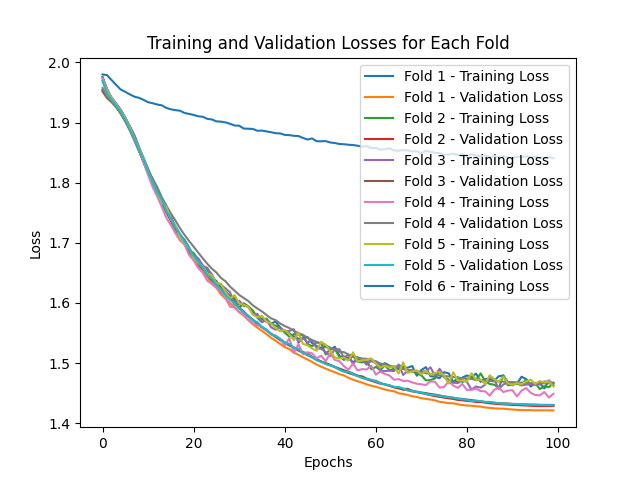 Training and Validation Losses for Each Fold
2.0
1.9
1.8
1.7
1.6
1.5
1.4
Loss
Fold 1 - Training Loss
Fold 1 - Validation Loss
Fold 2 - Training Loss
Fold 2 - Validation Loss
Fold 3 - Training Loss
Fold 3 - Validation Loss
Fold 4 - Training Loss
Fold 4 - Validation Loss
Fold 5 - Training Loss
Fold 5 - Validation Loss
Fold 6 - Training Loss
0 20 40 60 80 100
Epochs